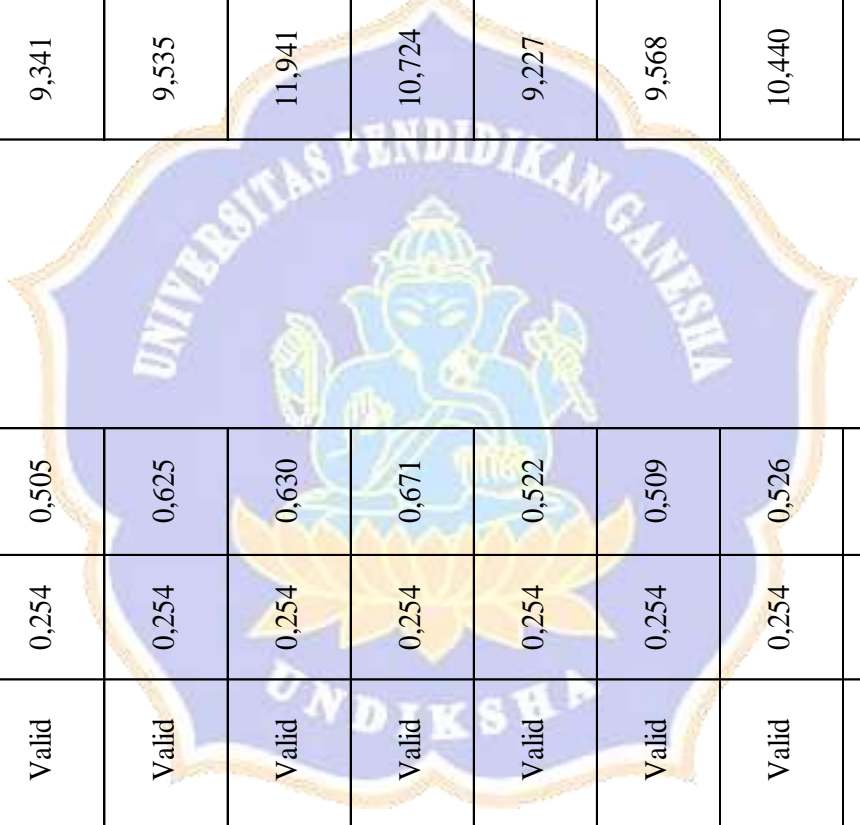 Valid 0,254 0,505 9,341
Valid 0,254 0,625 9,535
Valid 0,254 0,630 11,941
Valid 0,254 0,671 10,724
Valid 0,254 0,522 9,227
Valid 0,254 0,509 9,568
Valid 0,254 0,526 10,440
UNIVERSITAS PENDIDIKAN GANESHA
UNDIKSHA